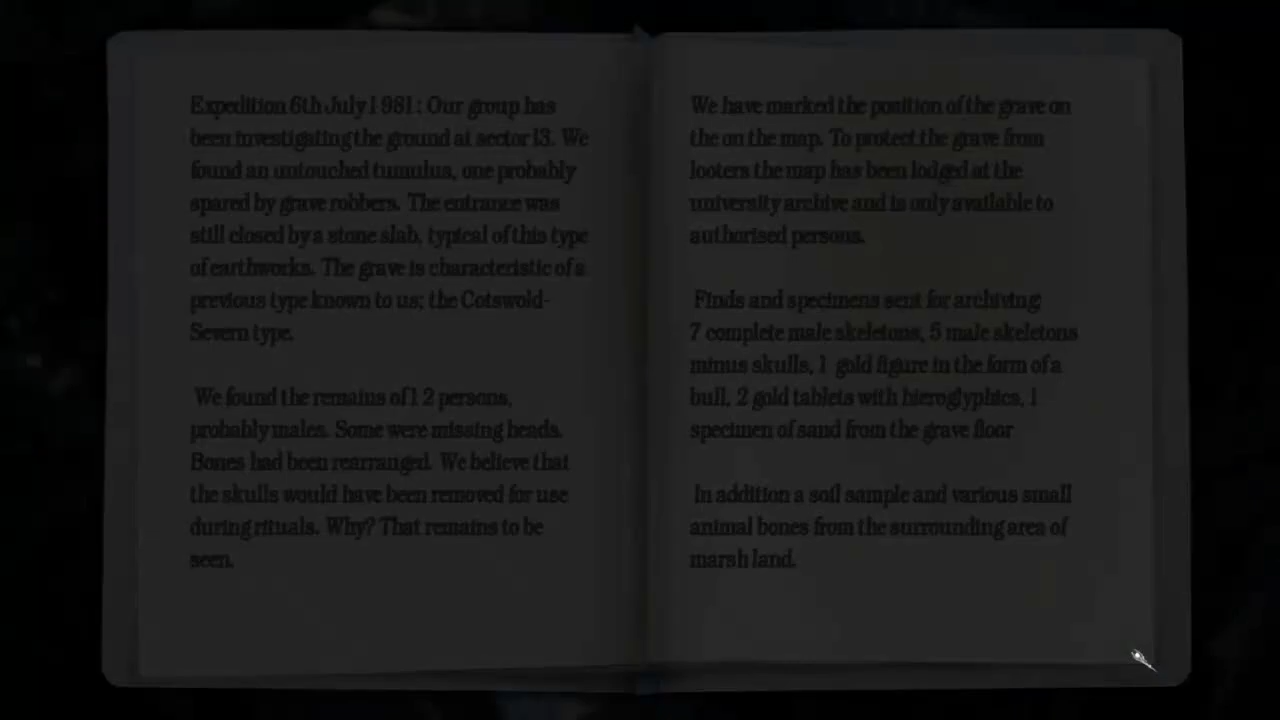 Expedition 6th July 1981: Our group has
been investigating the ground at sector 13. We
found an untouched tumulus, one probably
spared by grave robbers. The entrance was
still closed by a stone slab, typical of this type
of earthworks. The grave is characteristic of a
previous type known to us; the Cotswold-
Severn type.
We found the remains of 12 persons,
probably males. Some were missing heads.
Bones had been rearranged. We believe that
the skulls would have been removed for use
during rituals. Why? That remains to be
seen.
We have marked the position of the grave on
the on the map. To protect the grave from
looters the map has been lodged at the
university archive and is only available to
authorised persons.
Finds and specimens sent for archiving:
7 complete male skeletons, 5 male skeletons
minus skulls, 1 gold figure in the form of a
bull, 2 gold tablets with hieroglyphics, 1
specimen of sand from the grave floor
In addition a soil sample and various small
animal bones from the surrounding area of
marsh land.